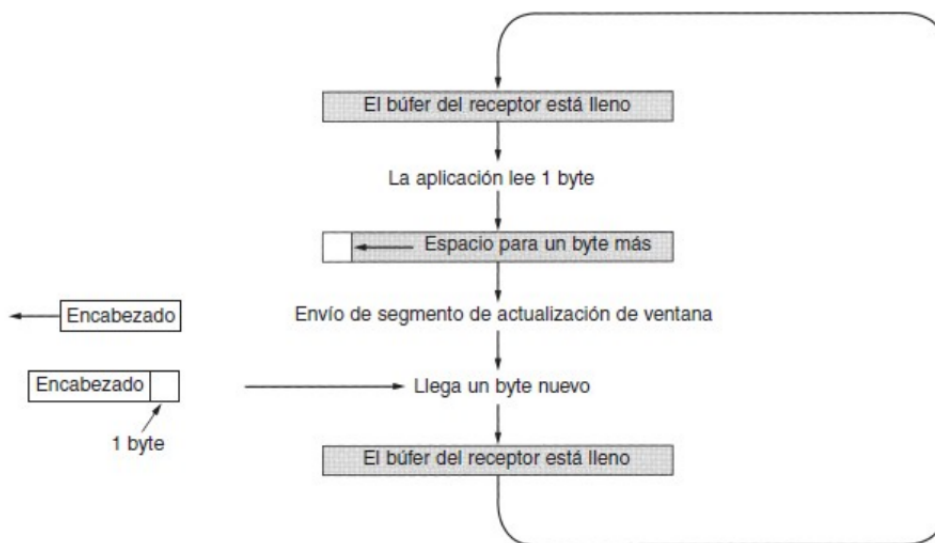 El búfer del receptor está lleno
La aplicación lee 1 byte
Espacio para un byte más
Encabezado
Envío de segmento de actualización de ventana
Encabezado
Llega un byte nuevo
1 byte
El búfer del receptor está lleno